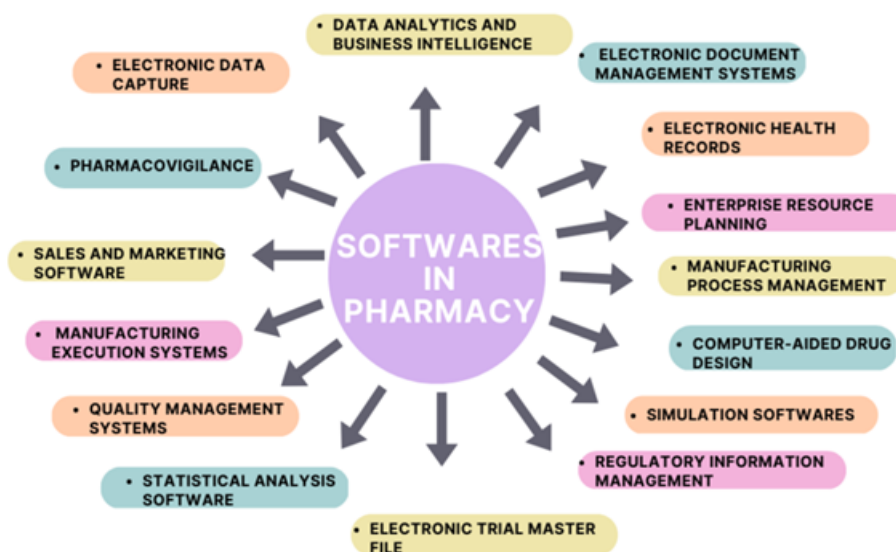 • DATA ANALYTICS AND
BUSINESS INTELLIGENCE
• ELECTRONIC DOCUMENT
MANAGEMENT SYSTEMS
• ELECTRONIC HEALTH
RECORDS
• ENTERPRISE RESOURCE
PLANNING
• MANUFACTURING
PROCESS MANAGEMENT
• COMPUTER-AIDED DRUG
DESIGN
• SIMULATION SOFTWARES
• REGULATORY INFORMATION
MANAGEMENT
• ELECTRONIC TRIAL MASTER
FILE
• STATISTICAL ANALYSIS
SOFTWARE
• QUALITY MANAGEMENT
SYSTEMS
• MANUFACTURING
EXECUTION SYSTEMS
• SALES AND MARKETING
SOFTWARE
• PHARMACOVIGILANCE
• ELECTRONIC DATA
CAPTURE
SOFTWARES
IN
PHARMACY